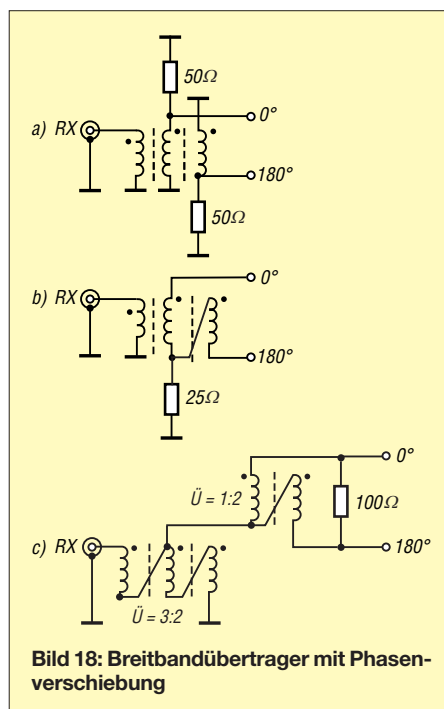 50Ω
0°
a) RX
180°
50Ω
0°
b) RX
180°
25Ω
0°
Ü = 1:2
100Ω
c) RX
180°
Ü = 3:2
Bild 18: Breitbandübertrager mit Phasen-
verschiebung